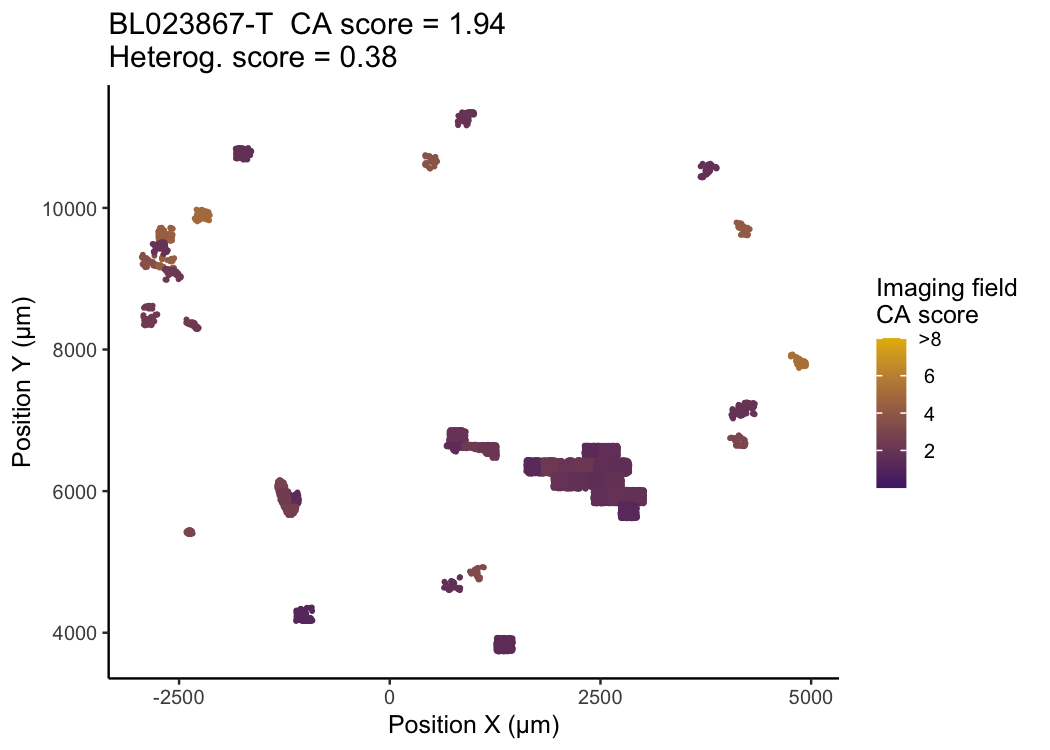 BL023867-T  CA score = 1.94
Heterog. score = 0.38
10000
8000
6000
4000
Position Y (µm)
-2500
0
2500
5000
Position X (µm)
Imaging field
CA score
>8
6
4
2